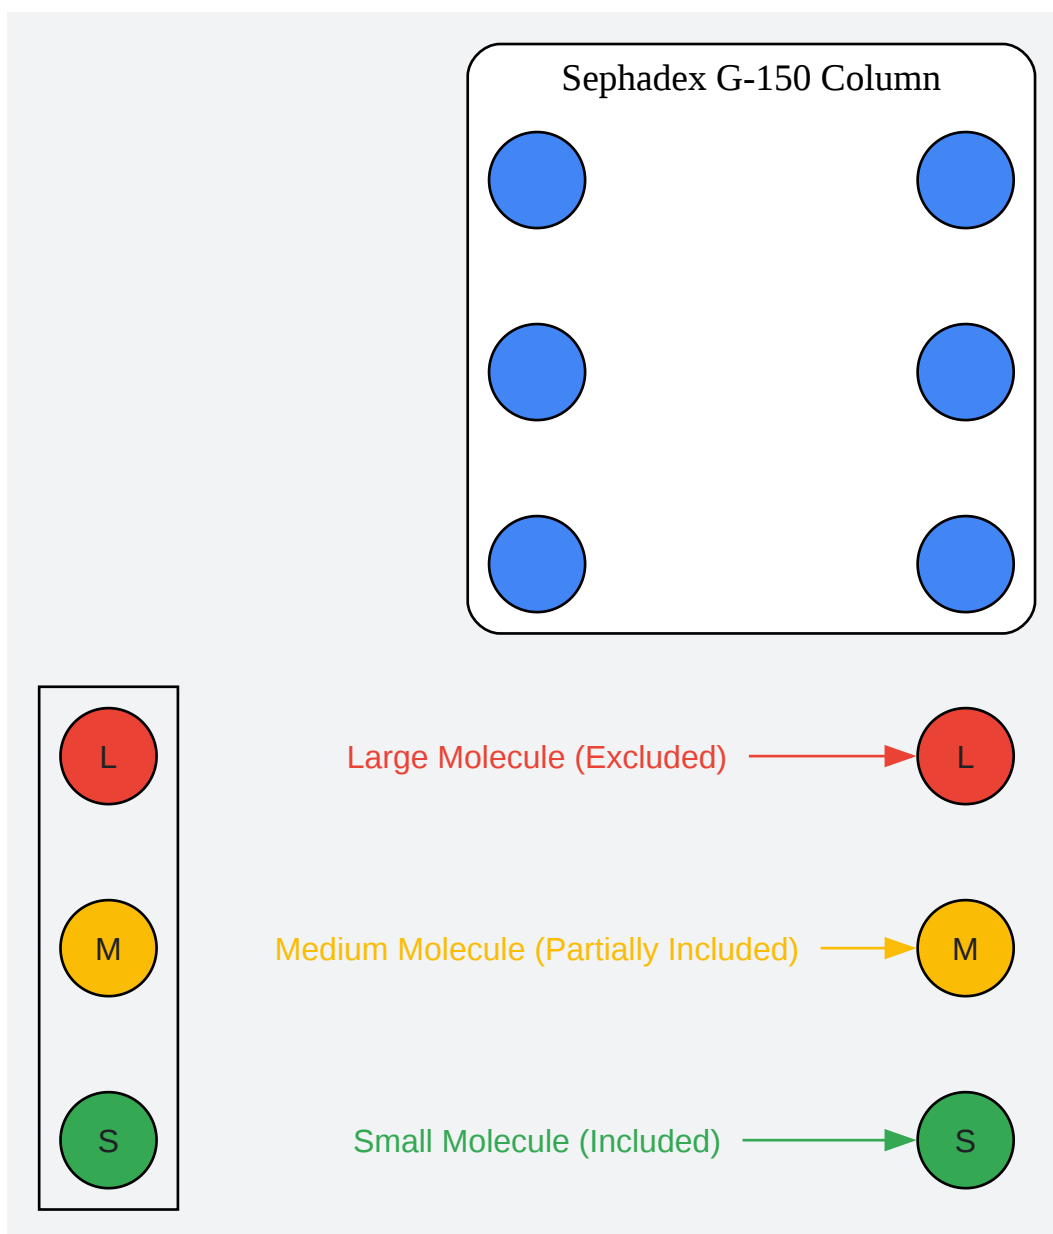 Sephadex G-150 Column
L
Large Molecule (Excluded)
L
M
Medium Molecule (Partially Included)
M
S
Small Molecule (Included)
S